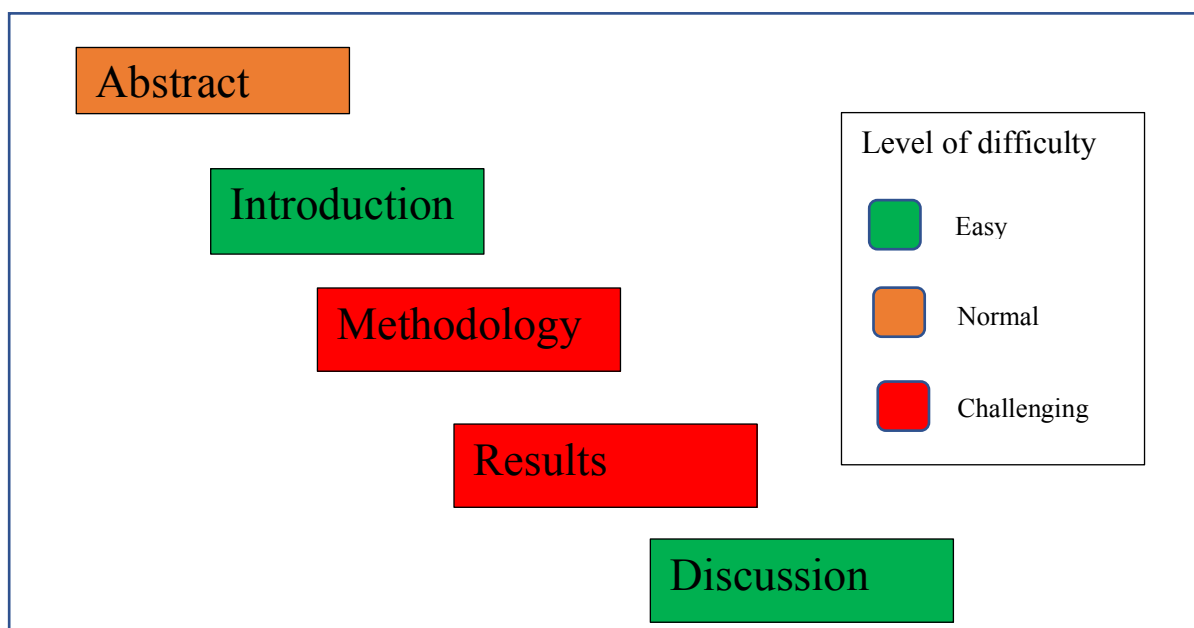 Abstract
Introduction
Methodology
Results
Discussion
Level of difficulty
Easy
Normal
Challenging